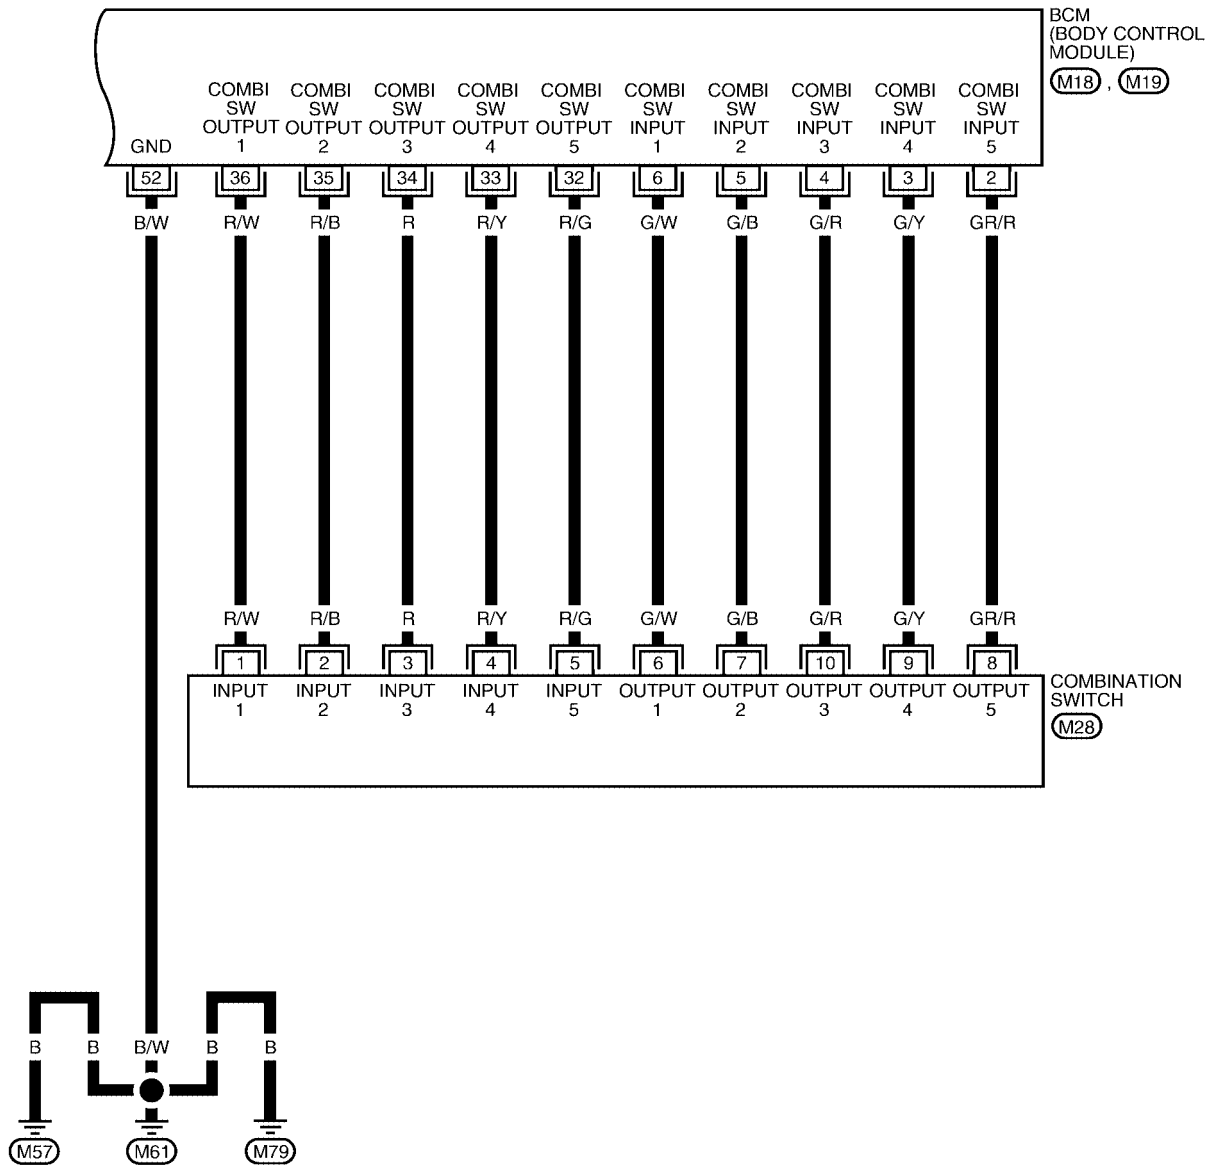 BCM
(BODY CONTROL
MODULE)
M18 , M19
COMBI COMBI COMBI COMBI COMBI COMBI COMBI COMBI COMBI COMBI
SW SW SW SW SW SW SW SW SW SW
OUTPUT OUTPUT OUTPUT OUTPUT OUTPUT INPUT INPUT INPUT INPUT INPUT
GND 1 2 3 4 5 1 2 3 4 5
52 36 35 34 33 32 6 5 4 3 2
B/W R/W R/B R R/Y R/G G/W G/B G/R G/Y GR/R
R/W R/B R R/Y R/G G/W G/B G/R G/Y GR/R
1 2 3 4 5 6 7 10 9 8
INPUT INPUT INPUT INPUT INPUT OUTPUT OUTPUT OUTPUT OUTPUT OUTPUT
1 2 3 4 5 1 2 3 4 5
COMBINATION
SWITCH
M28
B B B/W B B
M57 M61 M79